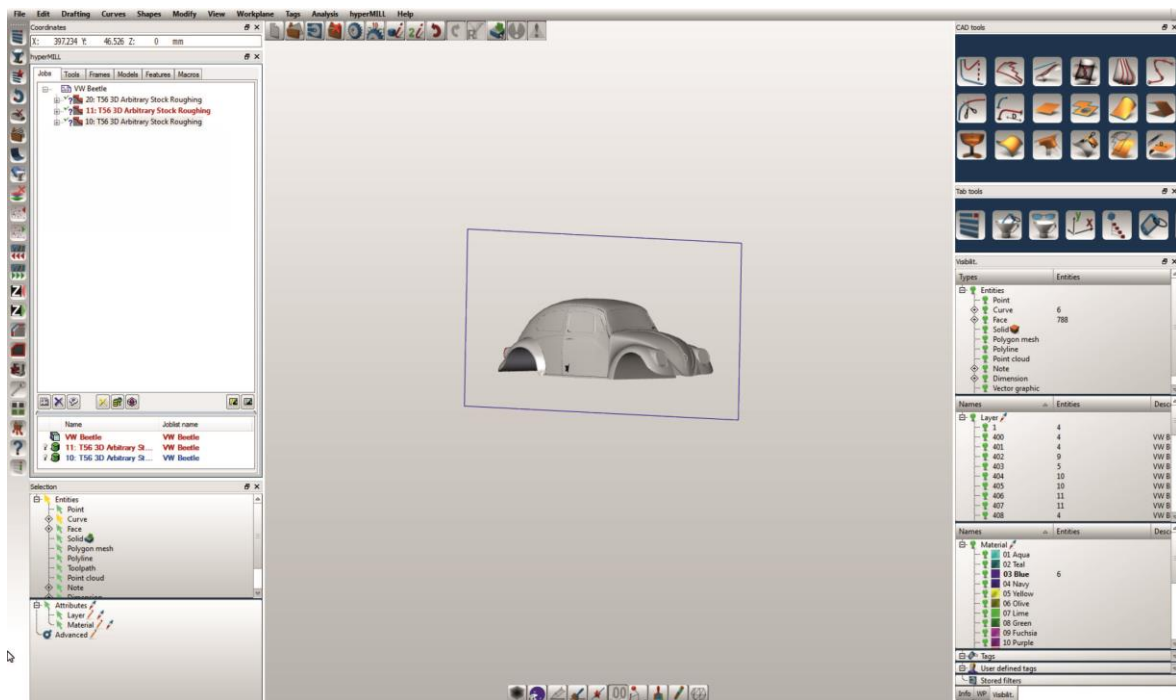 File Edit Drafting Curves Shapes Modify View Workplane Tags Analysis hyperMILL Help
Coordinates
X: 397.234 Y: 46.526 Z: 0 mm
hyperMILL
Jobs Tools Frames Models Features Macros
VW Beetle
20: T56 3D Arbitrary Stock Roughing
11: T56 3D Arbitrary Stock Roughing
10: T56 3D Arbitrary Stock Roughing
Name Joblist name
VW Beetle VW Beetle
11: T56 3D Arbitrary St... VW Beetle
10: T56 3D Arbitrary St... VW Beetle
Selection
Entities
Point
Curve
Face
Solid
Polygon mesh
Polyline
Toolpath
Point cloud
Note
Dimension
Attributes
Layer
Material
Advanced
CAD tools
Tab tools
Visibilit.
Types Entities
Entities
Point
Curve 6
Face 788
Solid
Polygon mesh
Polyline
Point cloud
Note
Dimension
Vector graphic
Names Entities Desc
Layer
1 4
400 4 VW B
401 4 VW B
402 9 VW B
403 5 VW B
404 10 VW B
405 10 VW B
406 11 VW B
407 11 VW B
408 4 VW B
Names Entities Desc
Material
01 Aqua
02 Teal
03 Blue 6
04 Navy
05 Yellow
06 Olive
07 Lime
08 Green
09 Fuchsia
10 Purple
Tags
User defined tags
Stored filters
Info WP Visibilit.